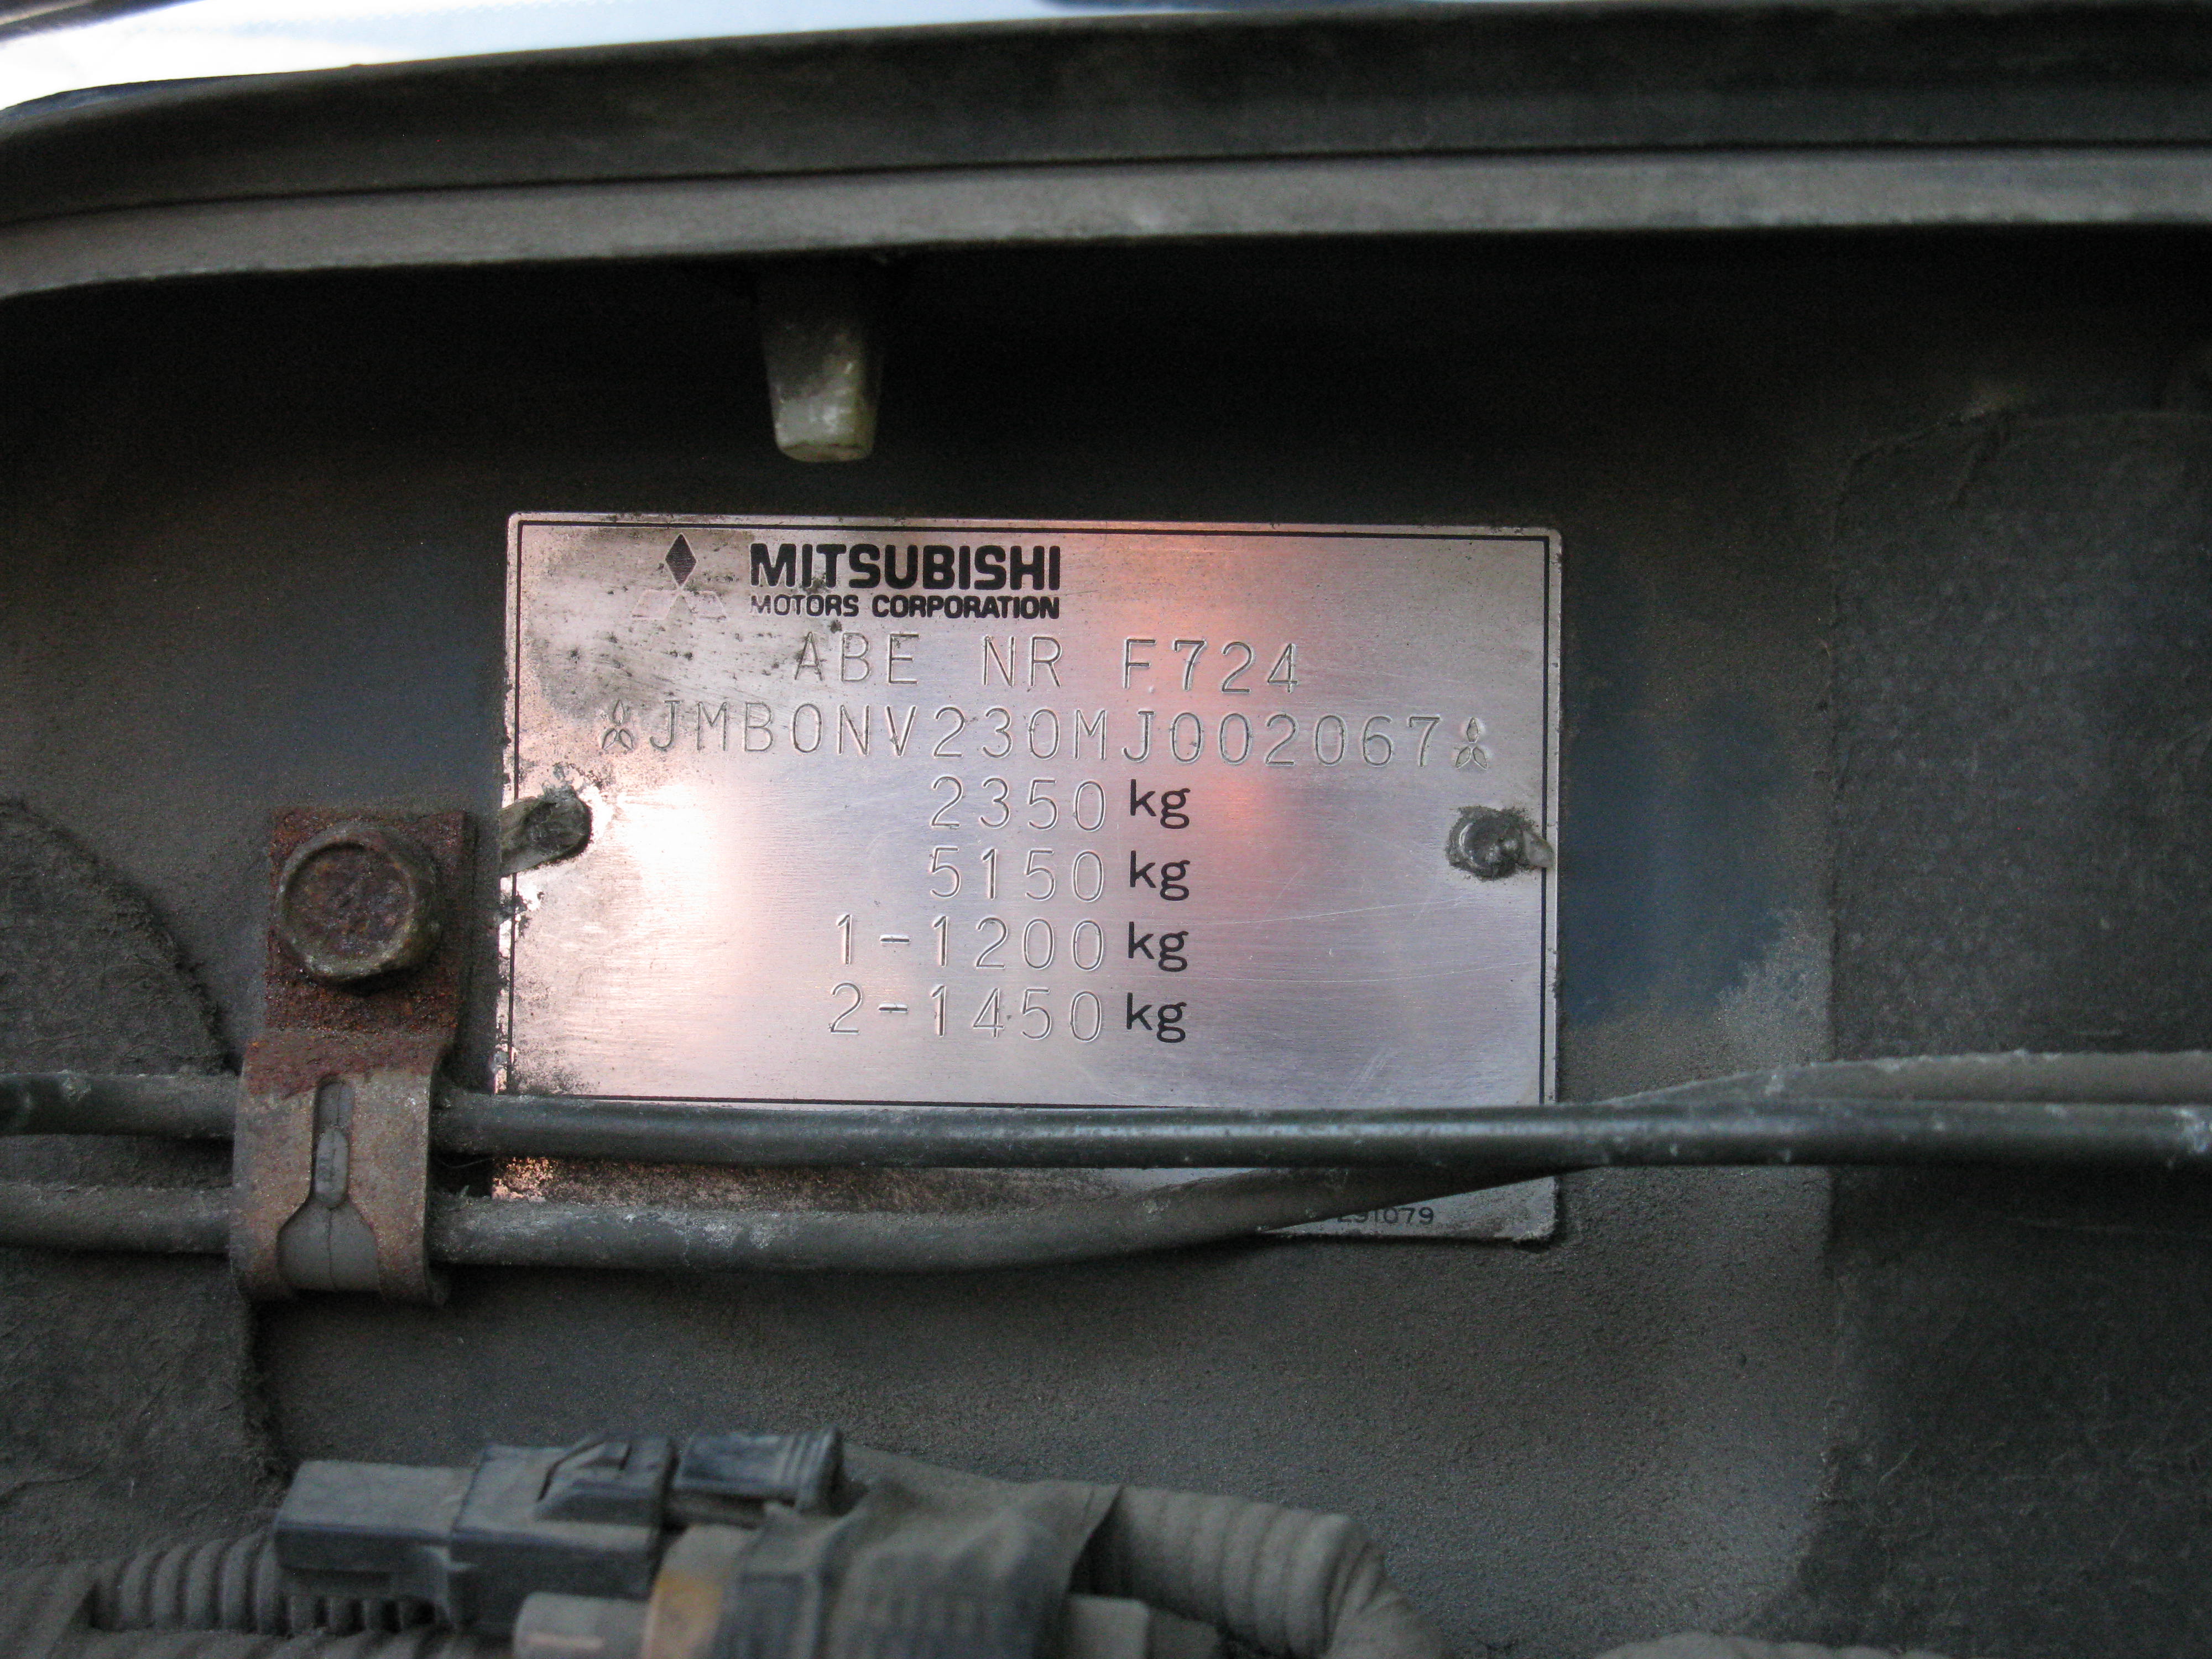 MITSUBISHI
MOTORS CORPORATION
ABE NR F724
JMB0NV230MJ002067
2350 kg
5150 kg
1-1200 kg
2-1450 kg